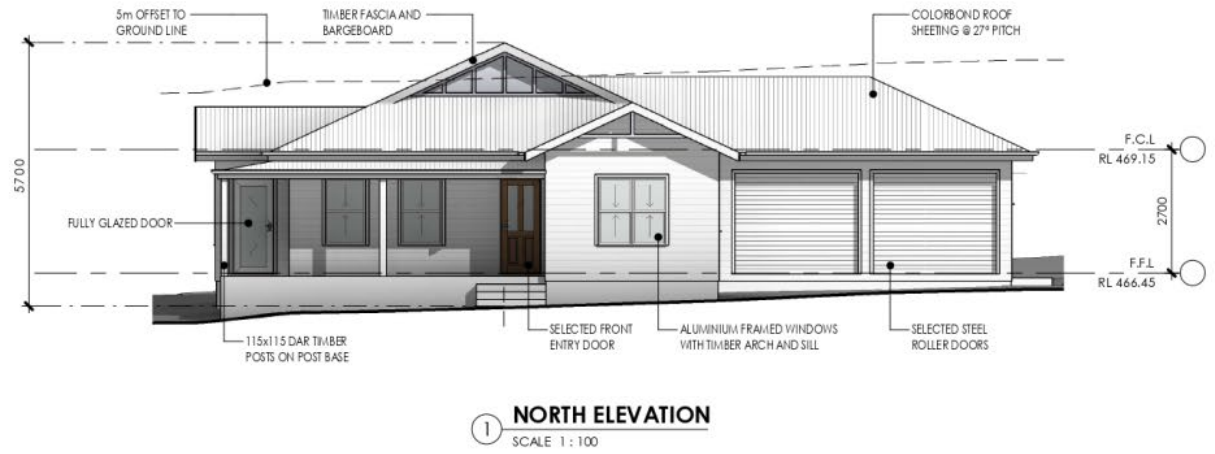 5m OFFSET TO
GROUND LINE
TIMBER FASCIA AND
BARGEBOARD
COLORBOND ROOF
SHEETING @ 27° PITCH
5700
F.C.L
RL 469.15
2700
FULLY GLAZED DOOR
F.F.L
RL 466.45
115x115 DAR TIMBER
POSTS ON POST BASE
SELECTED FRONT
ENTRY DOOR
ALUMINIUM FRAMED WINDOWS
WITH TIMBER ARCH AND SILL
SELECTED STEEL
ROLLER DOORS
1
NORTH ELEVATION
SCALE 1 : 100